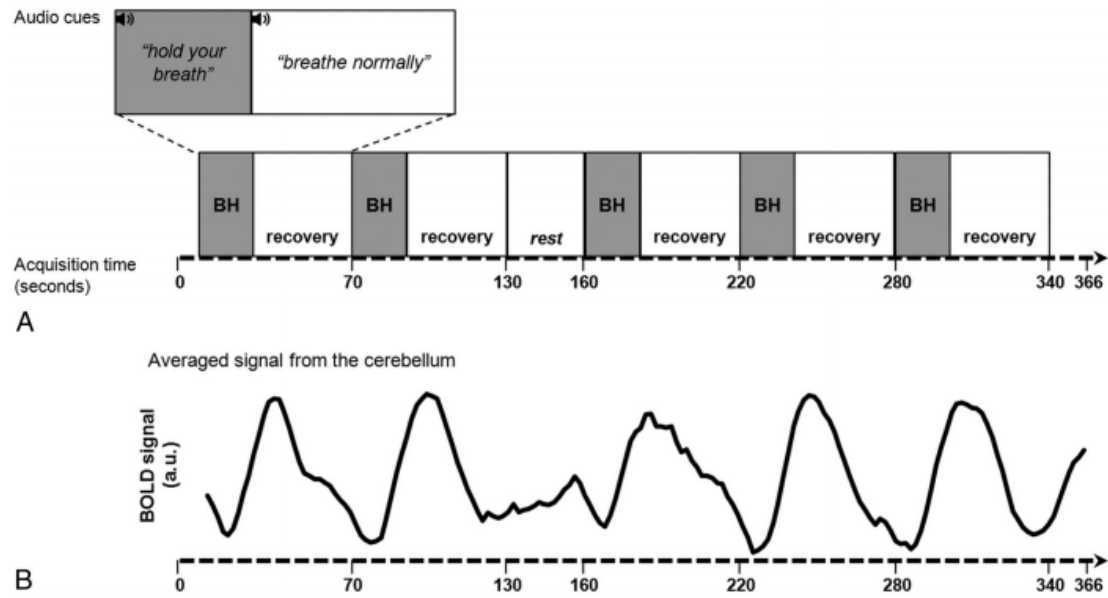 Audio cues
“hold your
breath”
“breathe normally”
BH
recovery
BH
recovery
rest
BH
recovery
BH
recovery
BH
recovery
Acquisition time
(seconds)
0
70
130
160
220
280
340
366
A
Averaged signal from the cerebellum
BOLD signal
(a.u.)
B
0
70
130
160
220
280
340
366